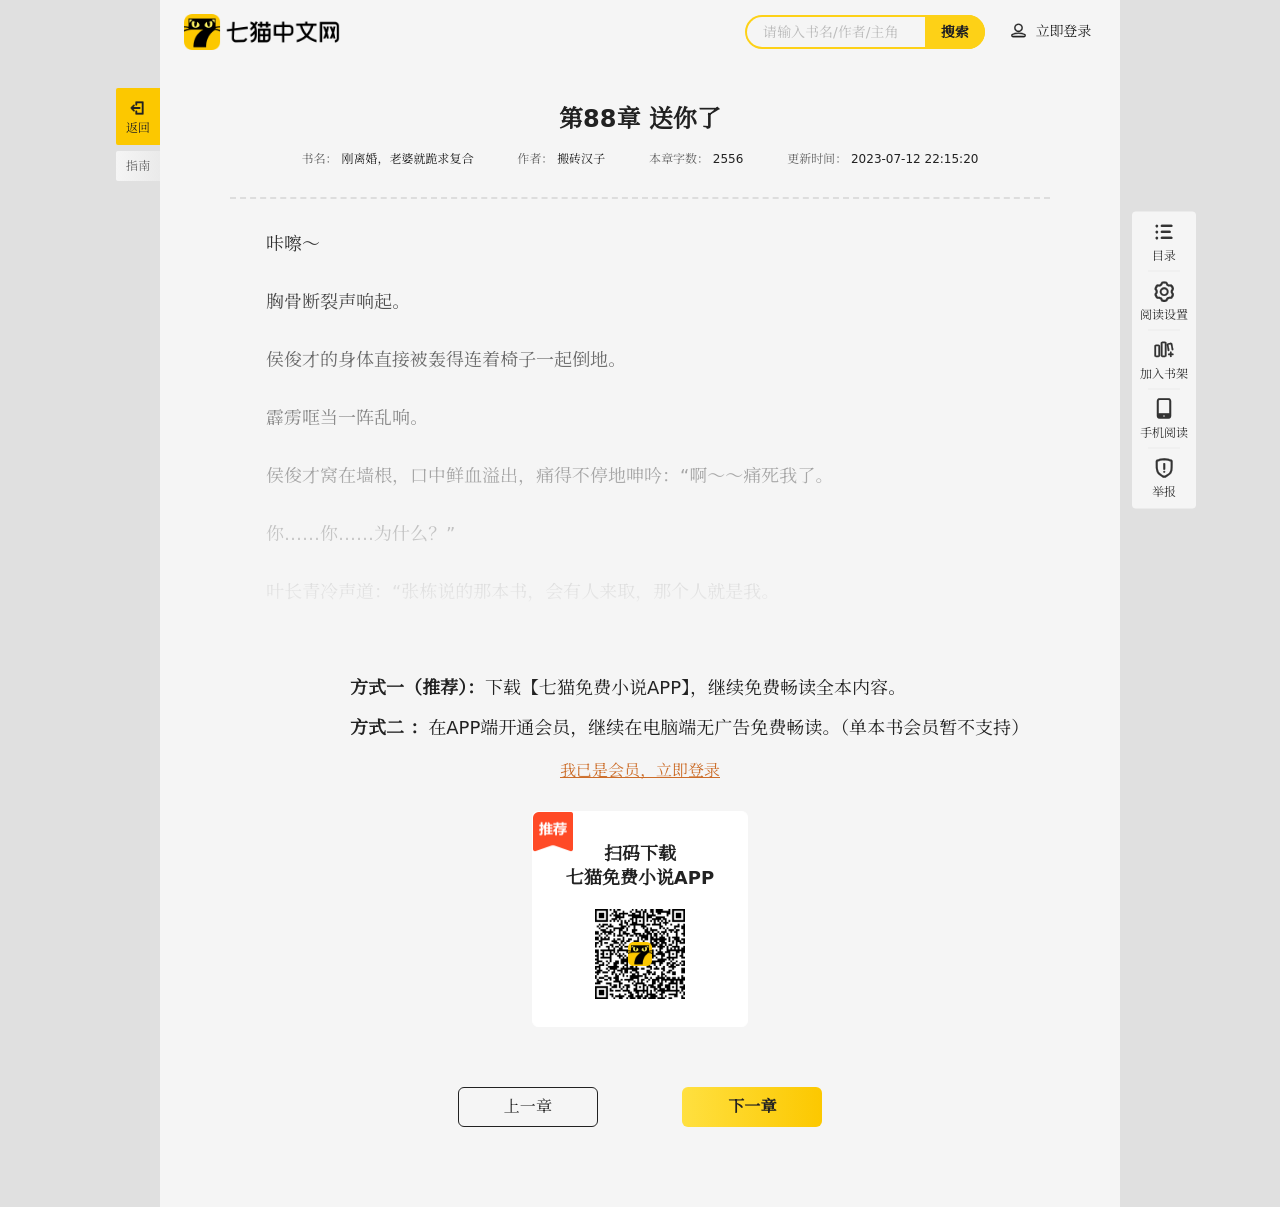 七猫中文网
请输入书名/作者/主角
搜索
立即登录
返回
指南
第88章 送你了
书名： 刚离婚，老婆就跪求复合 作者： 搬砖汉子 本章字数： 2556 更新时间： 2023-07-12 22:15:20
咔嚓～
胸骨断裂声响起。
侯俊才的身体直接被轰得连着椅子一起倒地。
霹雳哐当一阵乱响。
侯俊才窝在墙根，口中鲜血溢出，痛得不停地呻吟：“啊～～痛死我了。
你……你……为什么？”
叶长青冷声道：“张栋说的那本书，会有人来取，那个人就是我。
目录
阅读设置
加入书架
手机阅读
举报
方式一（推荐）： 下载【七猫免费小说APP】，继续免费畅读全本内容。
方式二 ： 在APP端开通会员，继续在电脑端无广告免费畅读。（单本书会员暂不支持）
我已是会员，立即登录
推荐
扫码下载
七猫免费小说APP
上一章
下一章